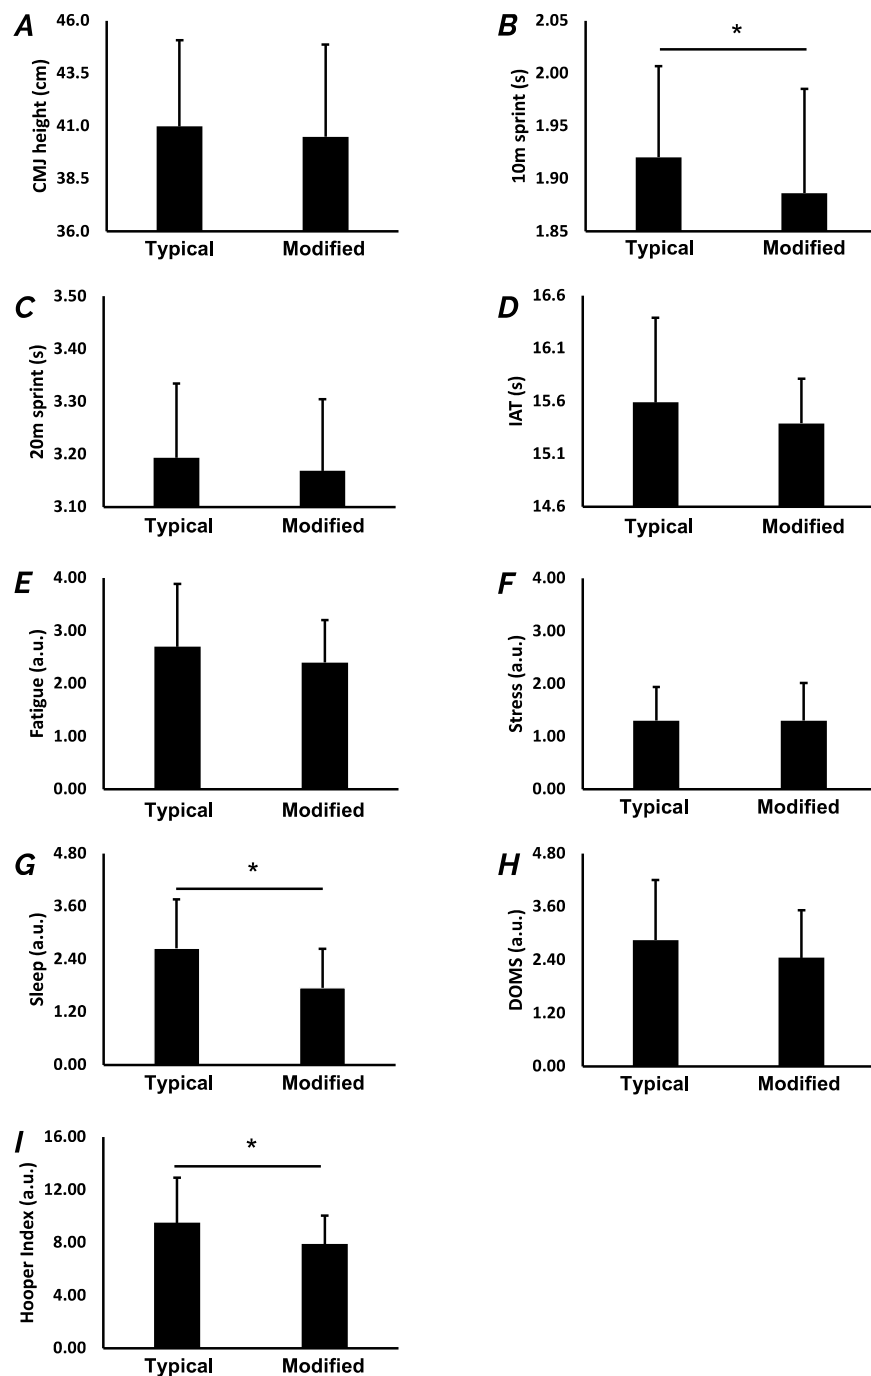 A
CMJ height (cm)
46.0
43.5
41.0
38.5
36.0
Typical Modified
B
10m sprint (s)
2.05
2.00
1.95
1.90
1.85
*
Typical Modified
C
20m sprint (s)
3.50
3.40
3.30
3.20
3.10
Typical Modified
D
IAT (s)
16.6
16.1
15.6
15.1
14.6
Typical Modified
E
Fatigue (a.u.)
4.00
3.00
2.00
1.00
0.00
Typical Modified
F
Stress (a.u.)
4.00
3.00
2.00
1.00
0.00
Typical Modified
G
Sleep (a.u.)
4.80
3.60
2.40
1.20
0.00
*
Typical Modified
H
DOMS (a.u.)
4.80
3.60
2.40
1.20
0.00
Typical Modified
I
Hooper Index (a.u.)
16.00
12.00
8.00
4.00
0.00
*
Typical Modified